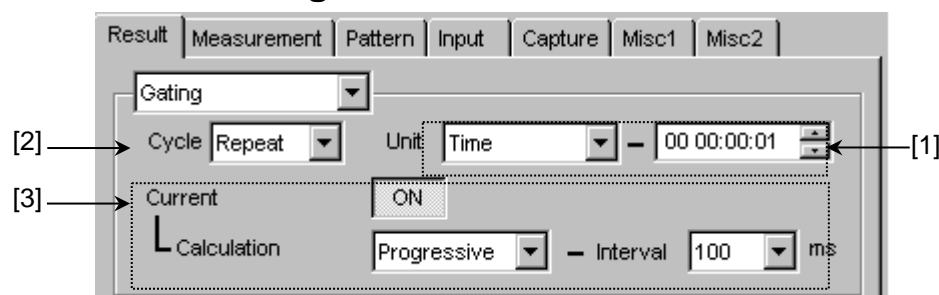 Result Measurement Pattern Input Capture Misc1 Misc2
Gating
[2] Cycle Repeat Unit Time – 00 00:00:01 [1]
[3] Current ON
Calculation Progressive – Interval 100 ms